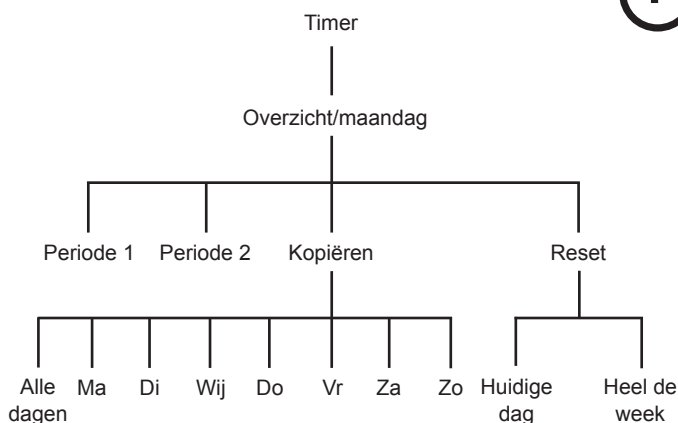 Timer
Overzicht/maandag
Periode 1 Periode 2 Kopiëren Reset
Alle dagen Ma Di Wij Do Vr Za Zo Huidige dag Heel de week